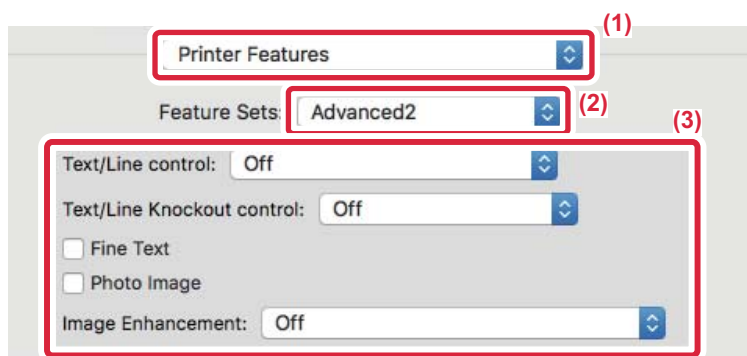 (1)
Printer Features
Feature Sets: Advanced2 (2)
(3)
Text/Line control: Off
Text/Line Knockout control: Off
Fine Text
Photo Image
Image Enhancement: Off